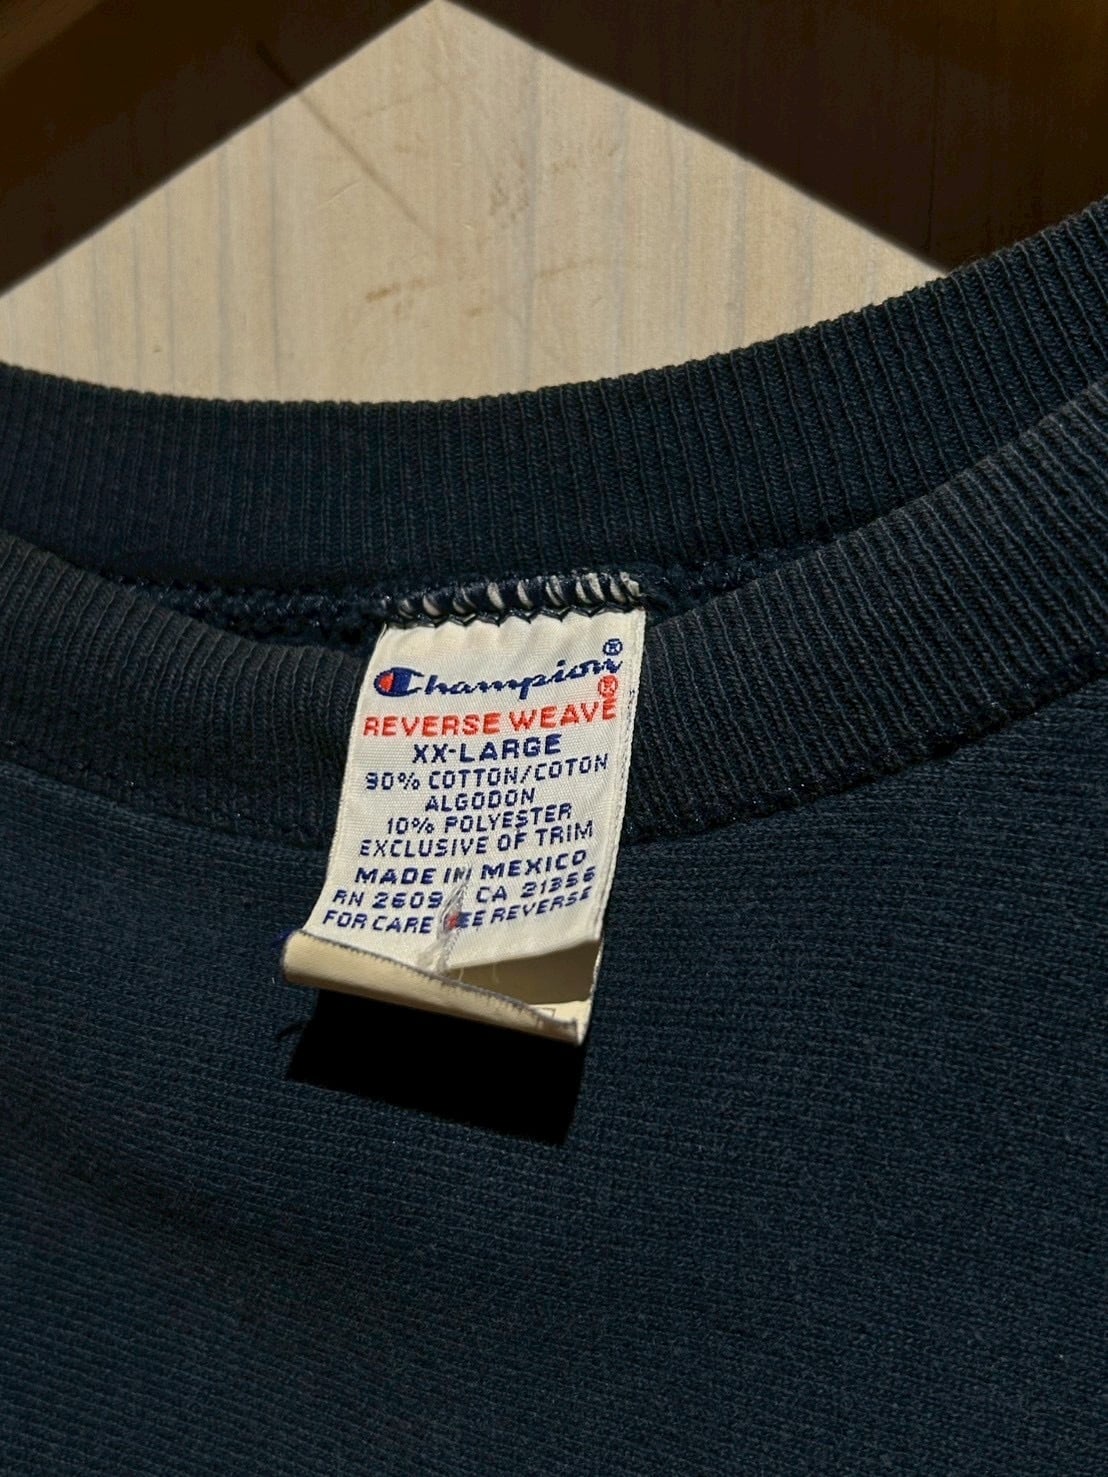 Champion®
REVERSE WEAVE®
XX-LARGE
90% COTTON/COTON
ALGODON
10% POLYESTER
EXCLUSIVE OF TRIM
MADE IN MEXICO
RN 2609 CA 21356
FOR CARE SEE REVERSE